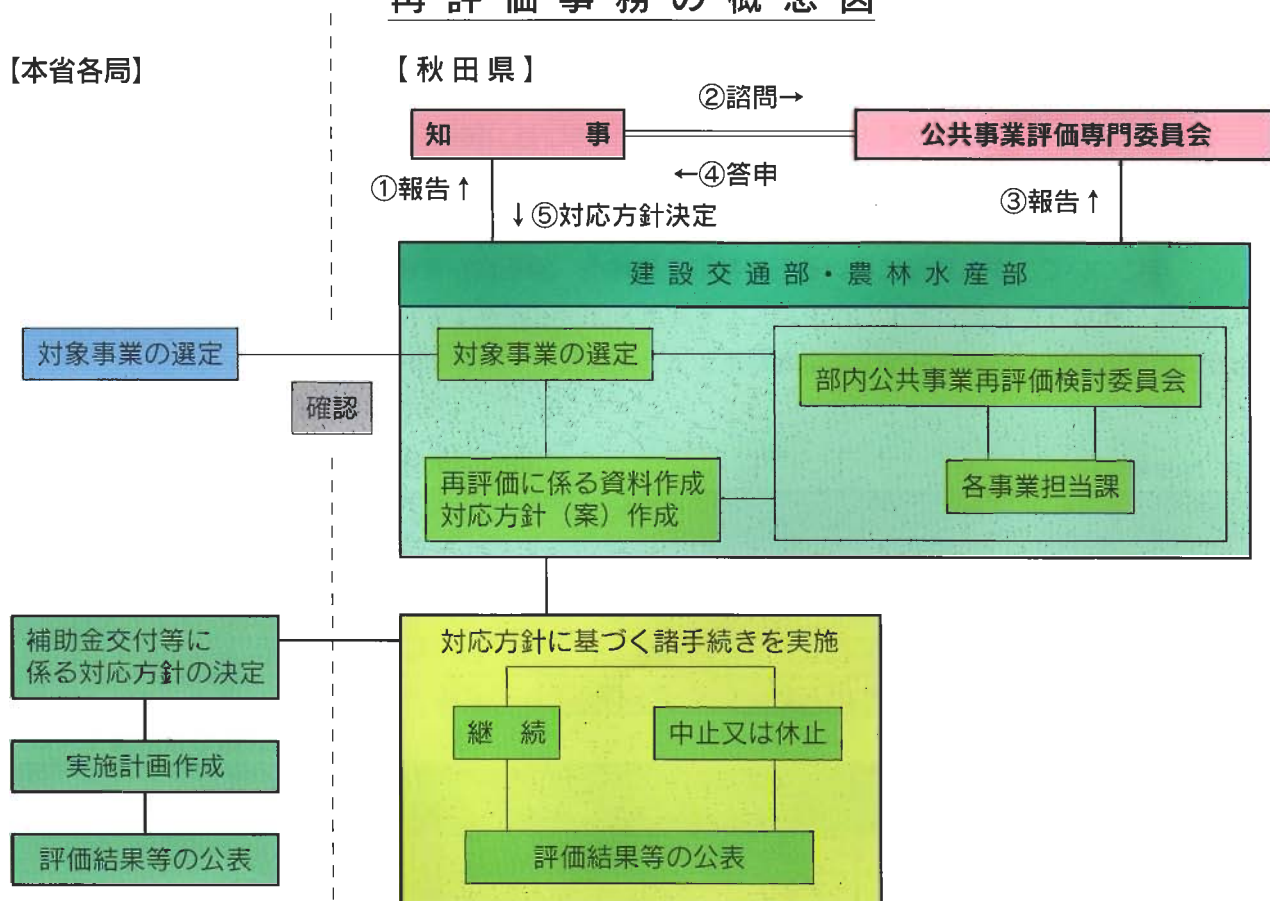 再評価事務の概念図
【本省各局】
【秋田県】
②諮問→
知 事
公共事業評価専門委員会
①報告↑
←④答申
③報告↑
↓⑤対応方針決定
建設交通部・農林水産部
対象事業の選定
対象事業の選定
部内公共事業再評価検討委員会
確認
再評価に係る資料作成
対応方針（案）作成
各事業担当課
補助金交付等に
係る対応方針の決定
対応方針に基づく諸手続きを実施
継 続
中止又は休止
実施計画作成
評価結果等の公表
評価結果等の公表